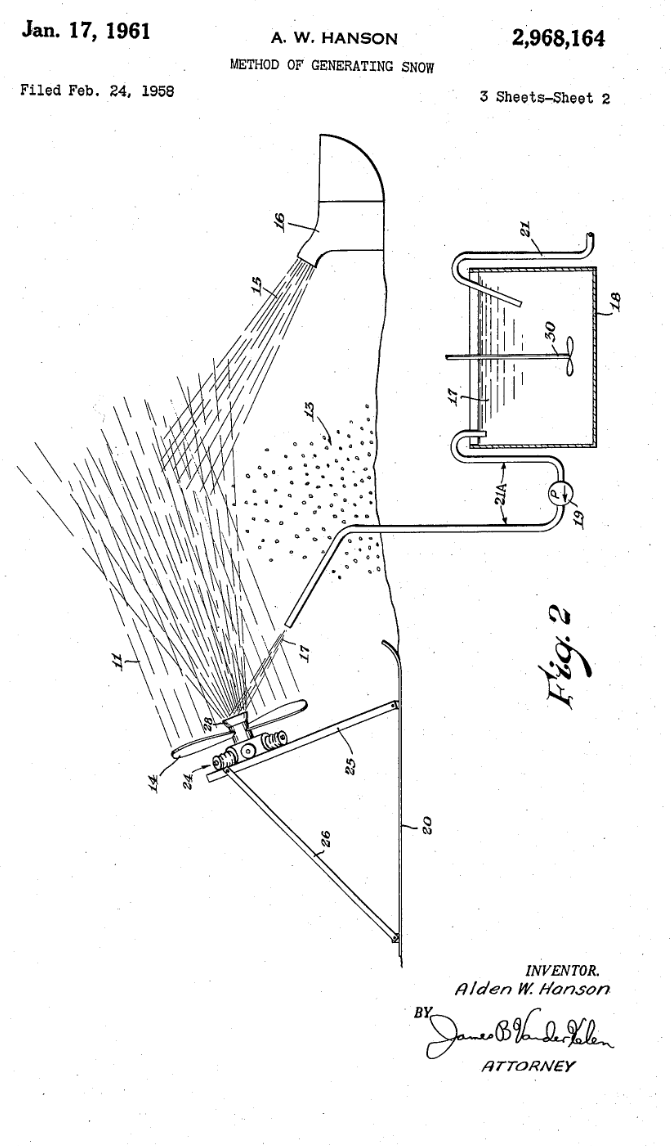 Jan. 17, 1961
A. W. HANSON
2,968,164
METHOD OF GENERATING SNOW
Filed Feb. 24, 1958
3 Sheets-Sheet 2
16
15
21
18
30
17
13
21A
P
19
17
11
28
14
24
25
26
20
Fig. 2
INVENTOR.
Alden W. Hanson
BY
James B Vander Kelen
ATTORNEY